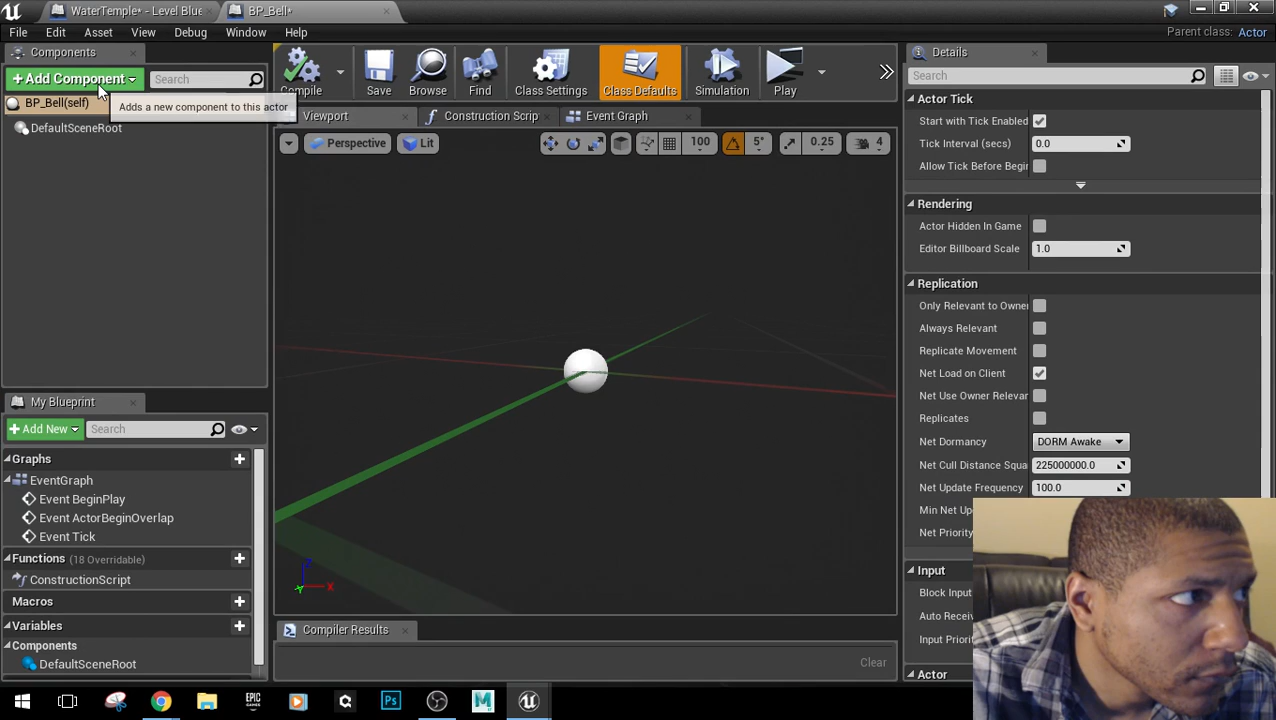 WaterTemple* - Level Blue
BP_Bell*
File Edit Asset View Debug Window Help
Parent class: Actor
Components
+Add Component
Search
BP_Bell(self)
Adds a new component to this actor
DefaultSceneRoot
Compile
Save
Browse
Find
Class Settings
Class Defaults
Simulation
Play
Viewport
Construction Scrip
Event Graph
Perspective
Lit
100
5°
0.25
4
X
My Blueprint
+Add New
Search
Graphs
EventGraph
Event BeginPlay
Event ActorBeginOverlap
Event Tick
Functions (18 Overridable)
ConstructionScript
Macros
Variables
Components
DefaultSceneRoot
Compiler Results
Clear
Details
Search
Actor Tick
Start with Tick Enabled
Tick Interval (secs) 0.0
Allow Tick Before Begin
Rendering
Actor Hidden In Game
Editor Billboard Scale 1.0
Replication
Only Relevant to Owne
Always Relevant
Replicate Movement
Net Load on Client
Net Use Owner Relevar
Replicates
Net Dormancy DORM Awake
Net Cull Distance Squa 225000000.0
Net Update Frequency 100.0
Min Net Up
Net Priority
Input
Block Input
Auto Receiv
Input Priori
Actor
EPIC GAMES
Ps
M